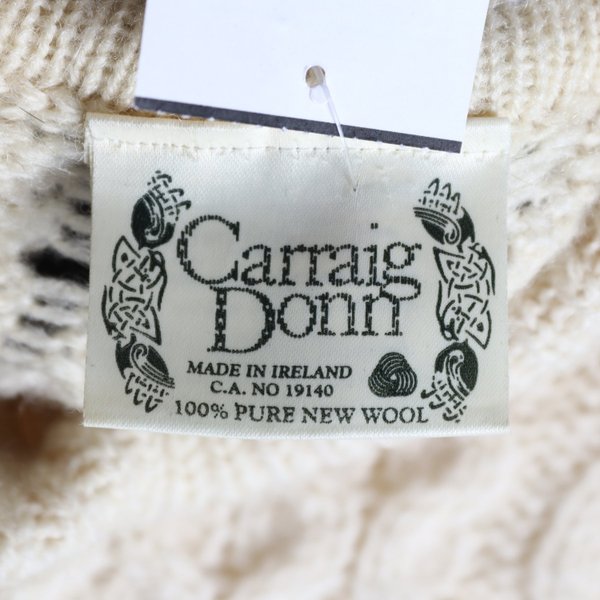 Carraig
Donn
MADE IN IRELAND
C.A. NO 19140
100% PURE NEW WOOL